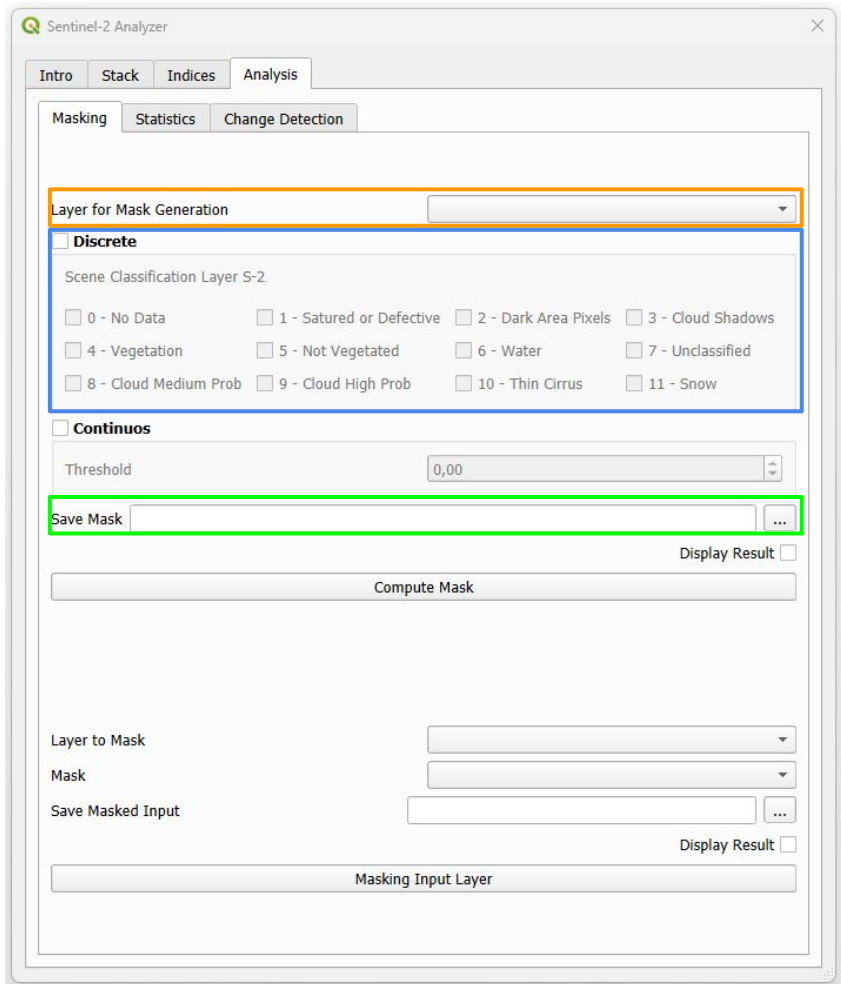 Sentinel-2 Analyzer
Intro Stack Indices Analysis
Masking Statistics Change Detection
Layer for Mask Generation
Discrete
Scene Classification Layer S-2
0 - No Data 1 - Satured or Defective 2 - Dark Area Pixels 3 - Cloud Shadows
4 - Vegetation 5 - Not Vegetated 6 - Water 7 - Unclassified
8 - Cloud Medium Prob 9 - Cloud High Prob 10 - Thin Cirrus 11 - Snow
Continuos
Threshold 0,00
Save Mask ...
Display Result
Compute Mask
Layer to Mask
Mask
Save Masked Input ...
Display Result
Masking Input Layer